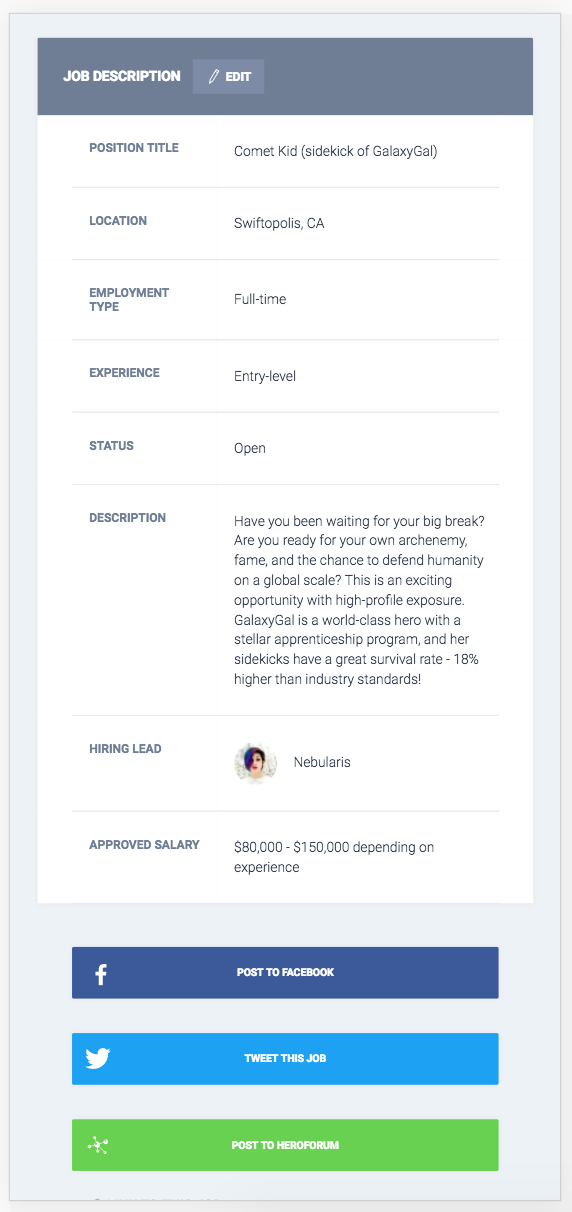 JOB DESCRIPTION
EDIT
POSITION TITLE
Comet Kid (sidekick of GalaxyGal)
LOCATION
Swiftopolis, CA
EMPLOYMENT
TYPE
Full-time
EXPERIENCE
Entry-level
STATUS
Open
DESCRIPTION
Have you been waiting for your big break?
Are you ready for your own archenemy,
fame, and the chance to defend humanity
on a global scale? This is an exciting
opportunity with high-profile exposure.
GalaxyGal is a world-class hero with a
stellar apprenticeship program, and her
sidekicks have a great survival rate - 18%
higher than industry standards!
HIRING LEAD
Nebularis
APPROVED SALARY
$80,000 - $150,000 depending on
experience
POST TO FACEBOOK
TWEET THIS JOB
POST TO HEROFORUM